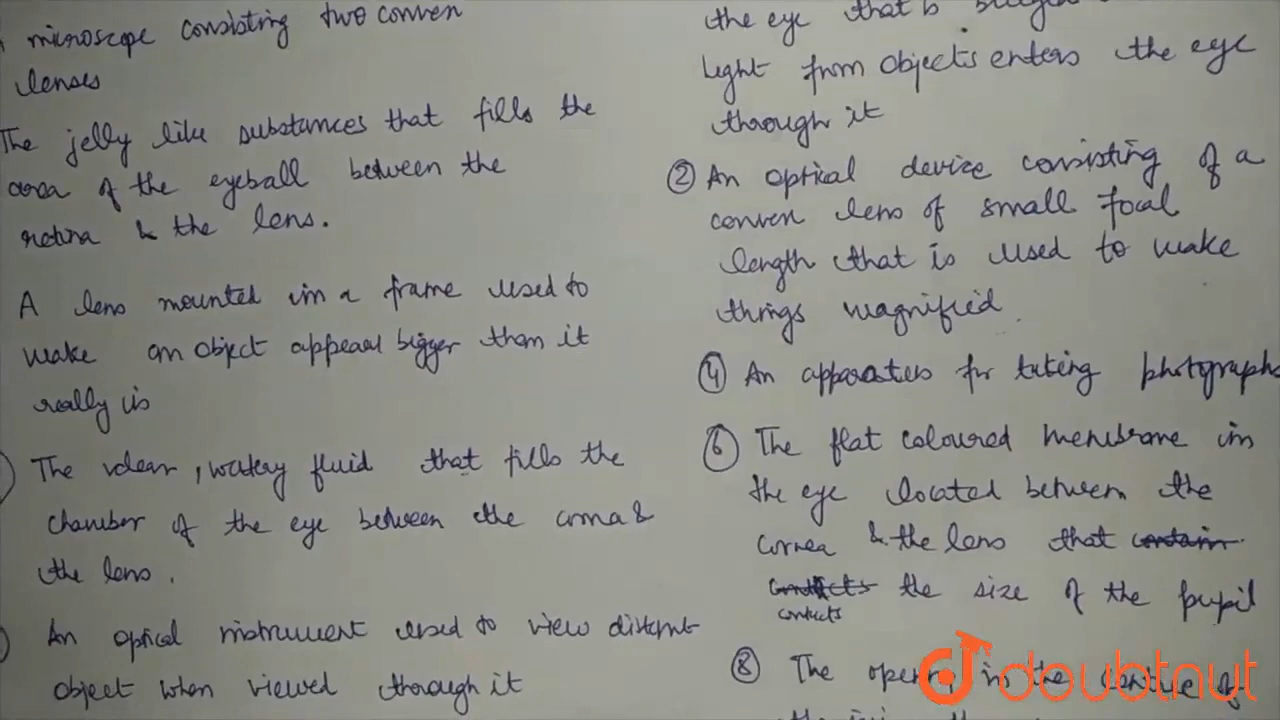 microscope consisting two conven
lenses
The jelly like substances that fills the
area of the eyeball between the
retina & the lens.
A lens mounted in a frame used to
make an object appear bigger than it
really is
The clear, watery fluid that fills the
chamber of the eye between the cornea &
the lens.
An optical instrument used to view distant
object when viewed through it
the eye that is
light from objects enters the eye
through it
② An optical device consisting of a
conven lens of small focal
length that is used to make
things magnified
④ An apparatus for taking photographs
⑥ The flat coloured membrane in
the eye located between the
cornea & the lens that contain
the size of the pupil
contucts
⑧ The opening in the centre of
doubtnut